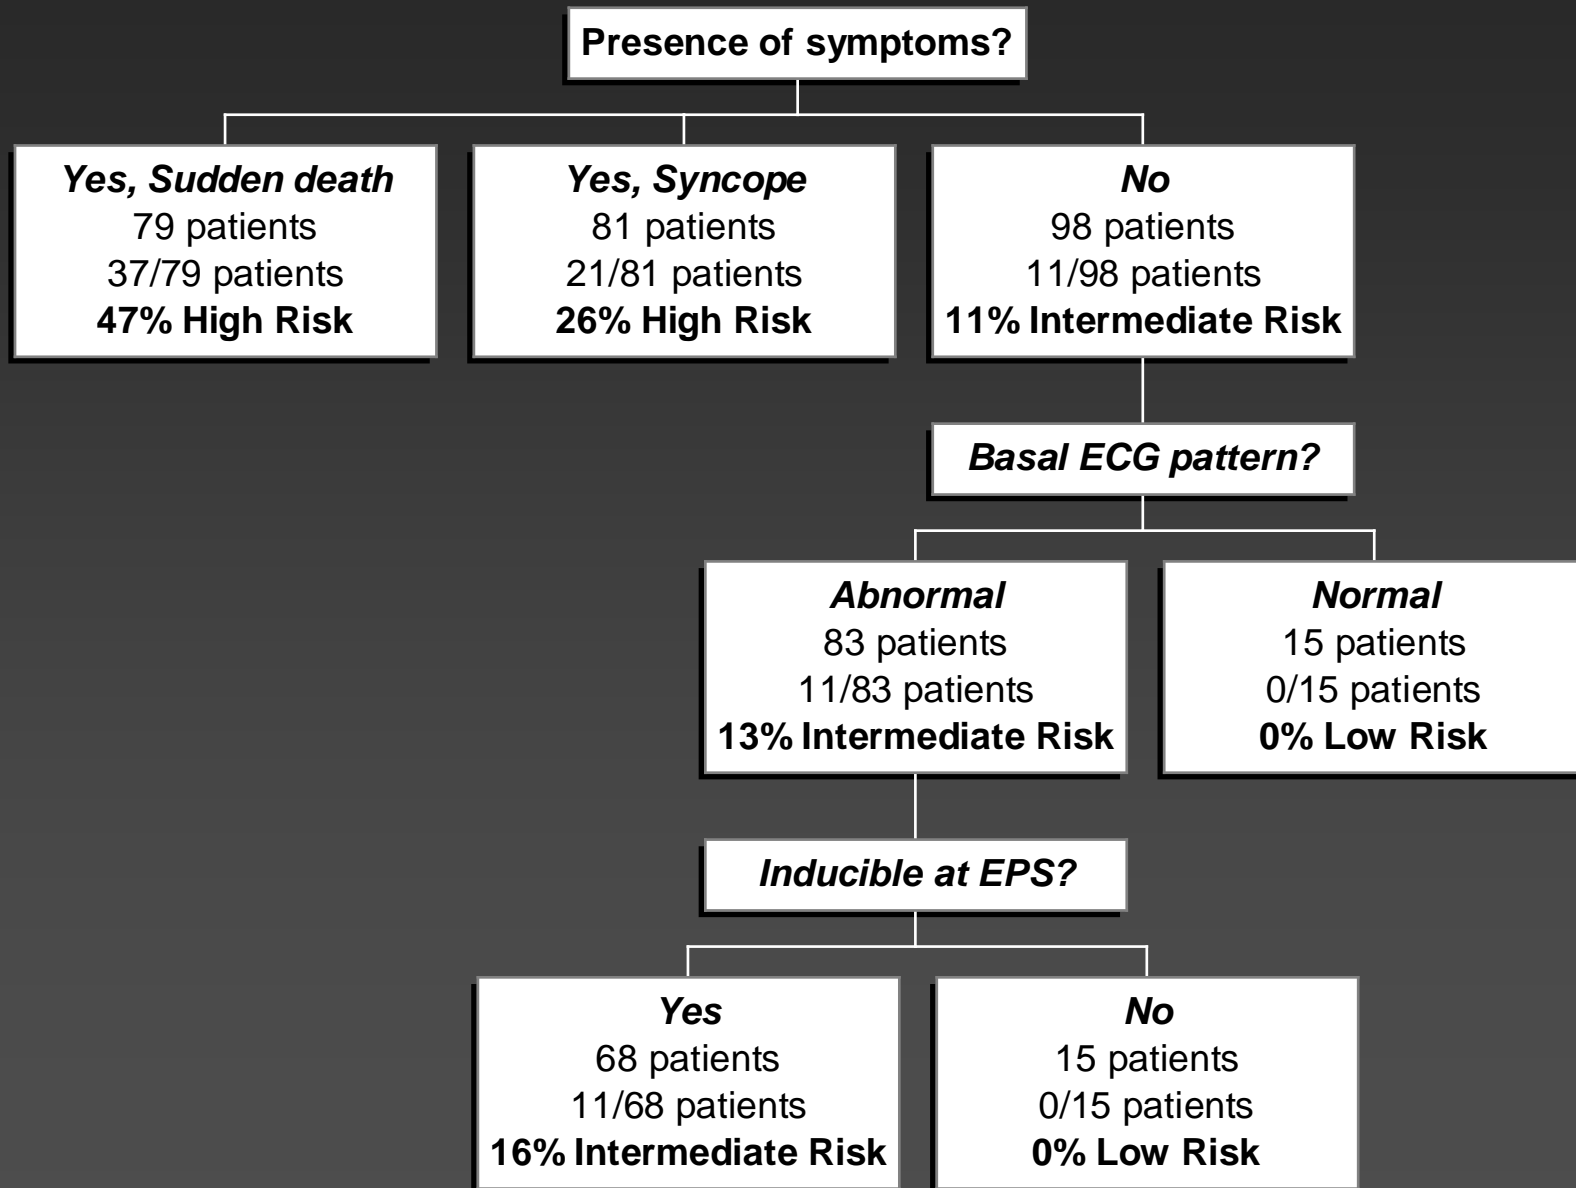 Presence of symptoms?
Yes, Sudden death
79 patients
37/79 patients
47% High Risk
Yes, Syncope
81 patients
21/81 patients
26% High Risk
No
98 patients
11/98 patients
11% Intermediate Risk
Basal ECG pattern?
Abnormal
83 patients
11/83 patients
13% Intermediate Risk
Normal
15 patients
0/15 patients
0% Low Risk
Inducible at EPS?
Yes
68 patients
11/68 patients
16% Intermediate Risk
No
15 patients
0/15 patients
0% Low Risk